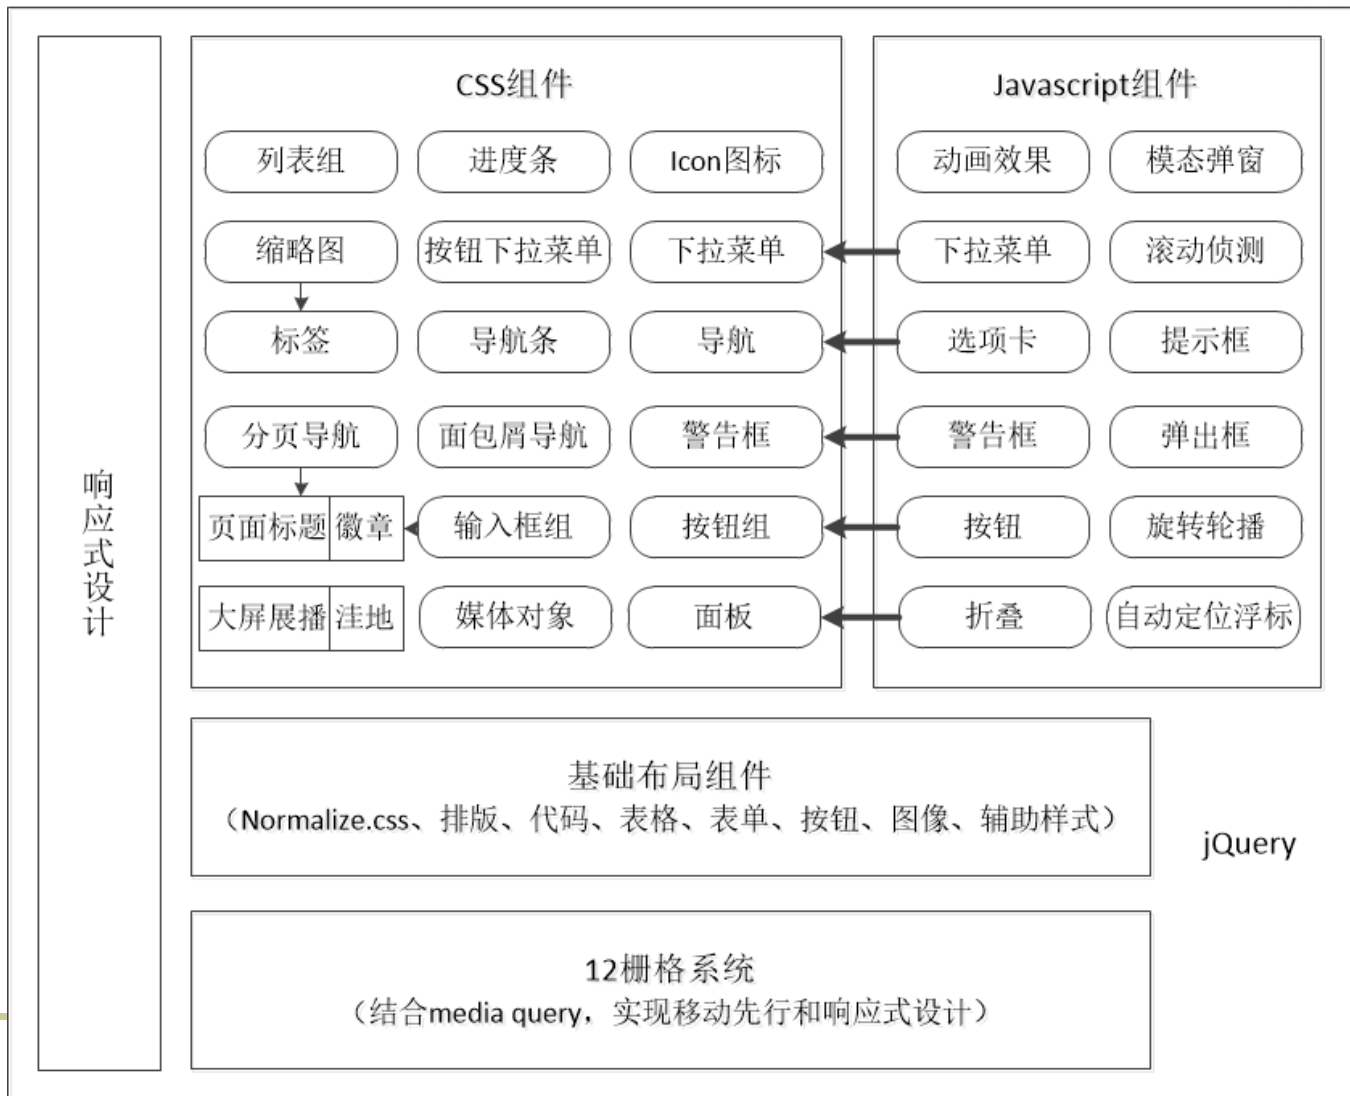 响应式设计
CSS组件
列表组 进度条 Icon图标
缩略图 按钮下拉菜单 下拉菜单
标签 导航条 导航
分页导航 面包屑导航 警告框
页面标题 徽章 输入框组 按钮组
大屏展播 洼地 媒体对象 面板
Javascript组件
动画效果 模态弹窗
下拉菜单 滚动侦测
选项卡 提示框
警告框 弹出框
按钮 旋转轮播
折叠 自动定位浮标
基础布局组件
（Normalize.css、排版、代码、表格、表单、按钮、图像、辅助样式）
jQuery
12栅格系统
（结合media query，实现移动先行和响应式设计）